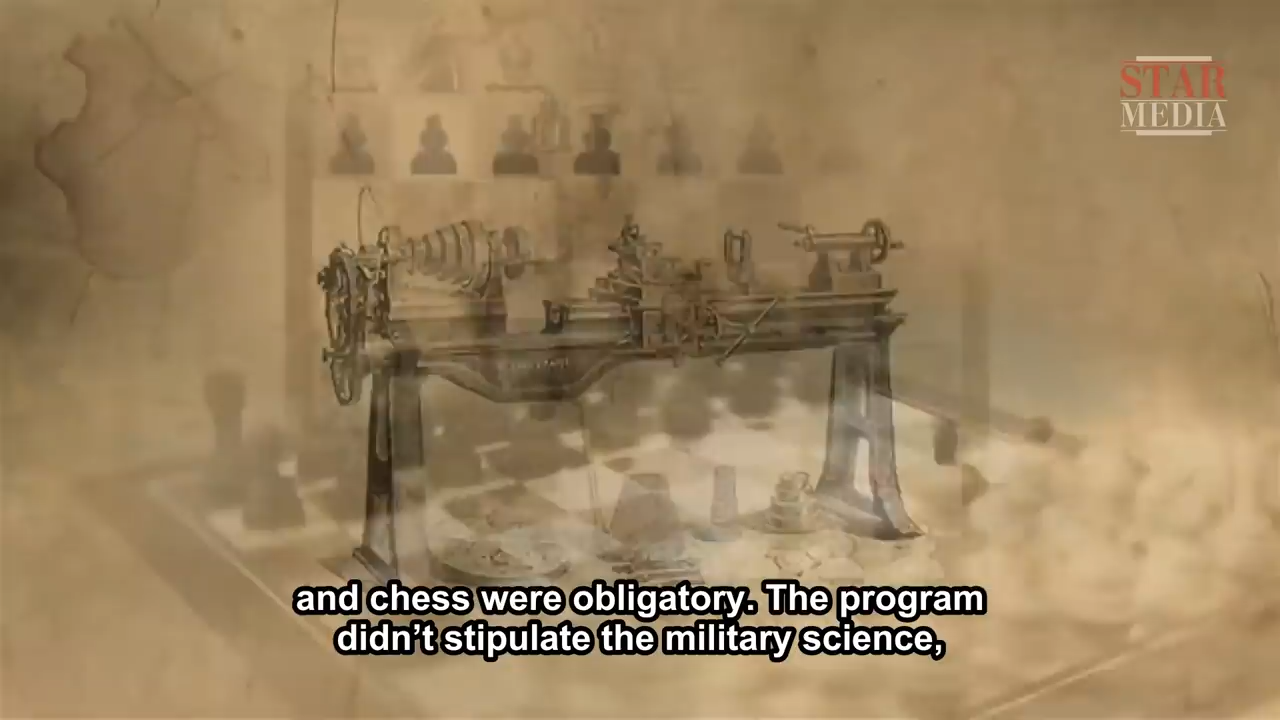 STAR
MEDIA
and chess were obligatory. The program
didn’t stipulate the military science,